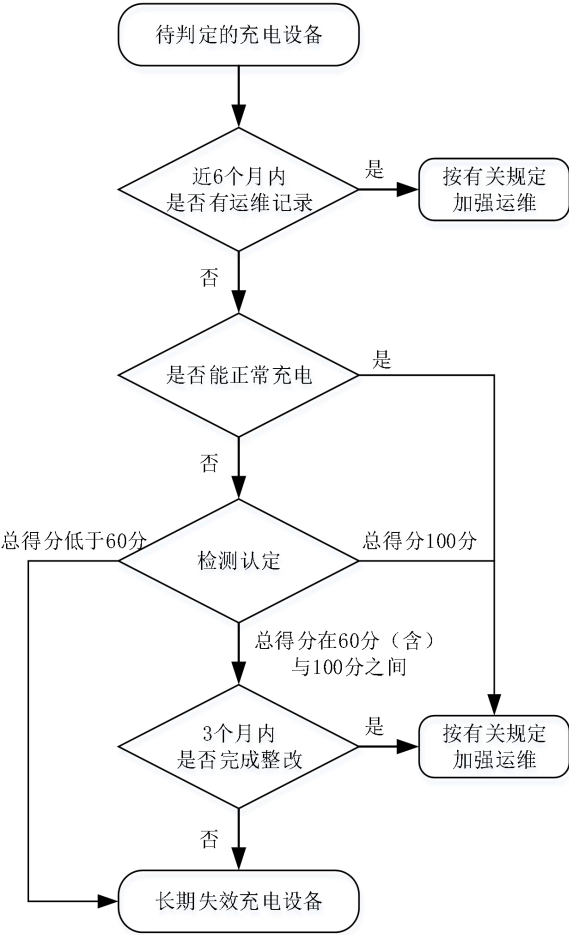 待判定的充电设备
近6个月内
是否有运维记录
是
按有关规定
加强运维
否
是否能正常充电
是
否
总得分低于60分
检测认定
总得分100分
总得分在60分（含）
与100分之间
3个月内
是否完成整改
是
按有关规定
加强运维
否
长期失效充电设备